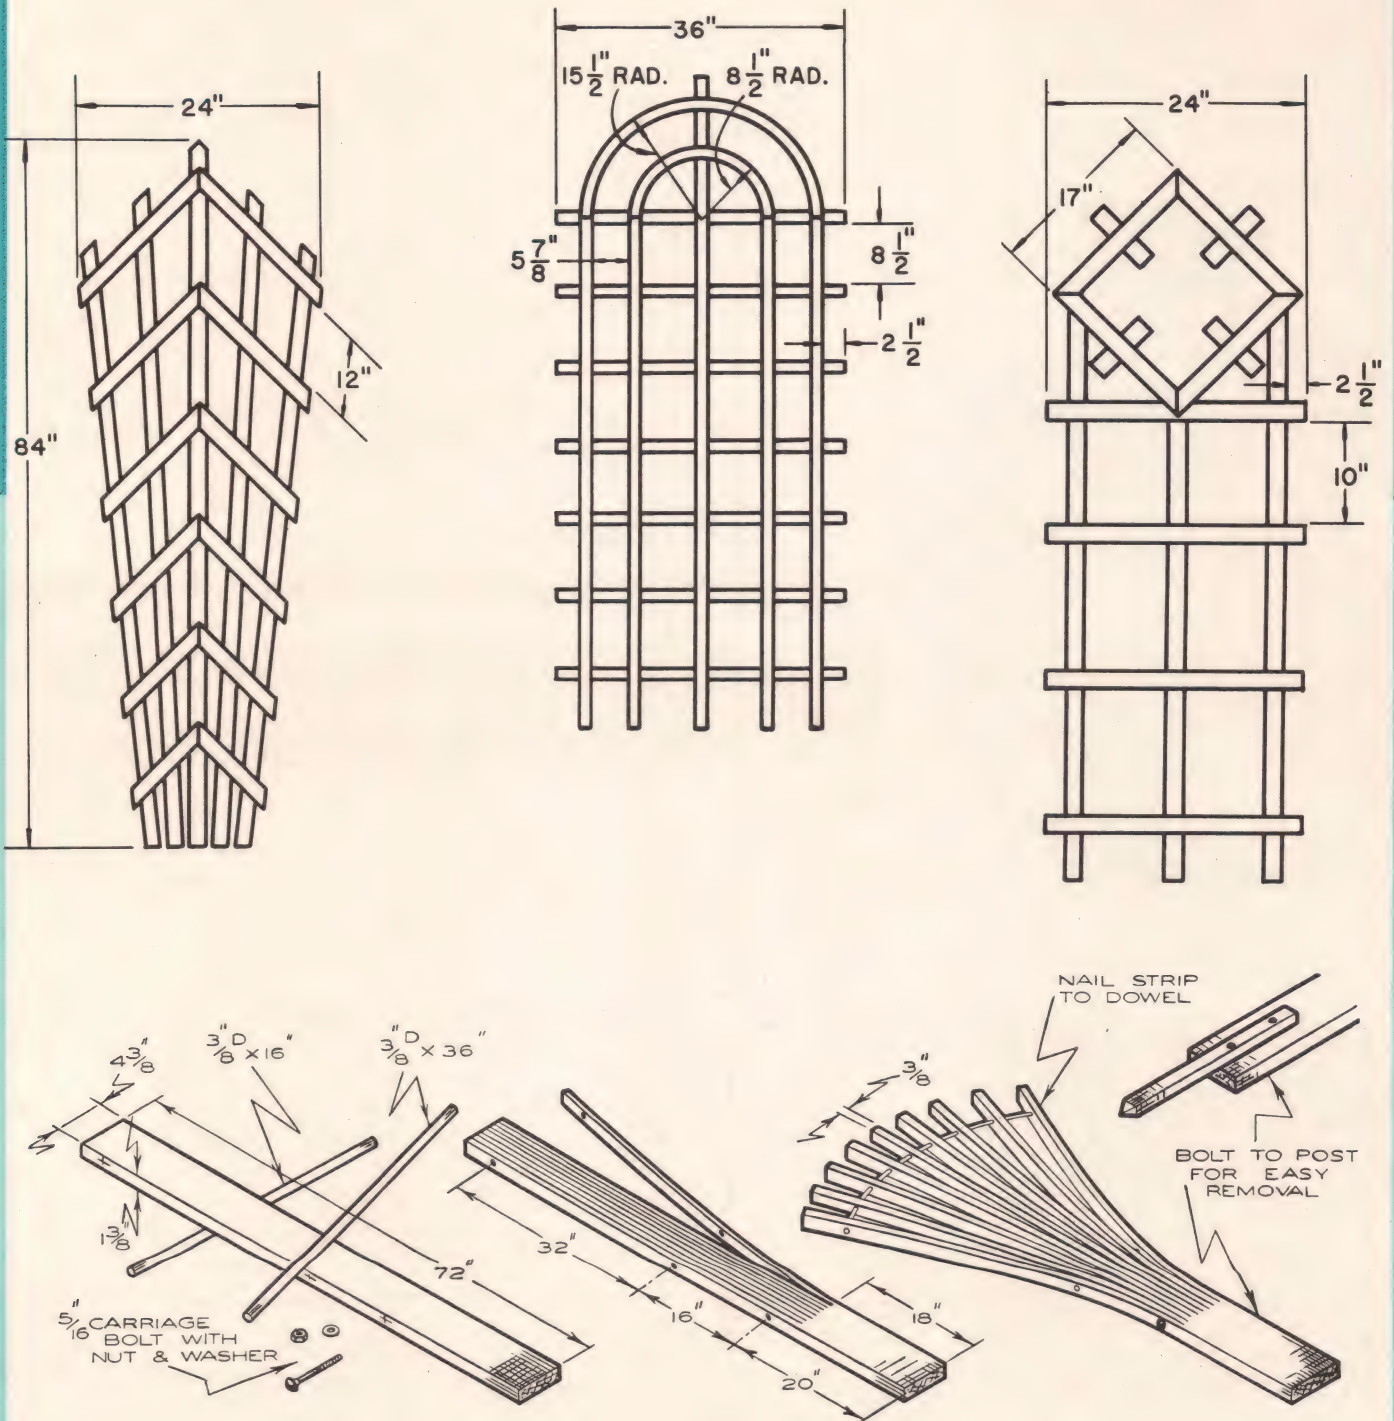 24"
84"
12"
36"
15 1/2" RAD.
8 1/2" RAD.
5 7/8"
8 1/2"
2 1/2"
24"
17"
2 1/2"
10"
4 3/8"
3/8" D x 16"
3/8" D x 36"
1 3/8"
72"
5/16" CARRIAGE
BOLT WITH
NUT & WASHER
32"
16"
18"
20"
3/8"
NAIL STRIP
TO DOWEL
BOLT TO POST
FOR EASY
REMOVAL